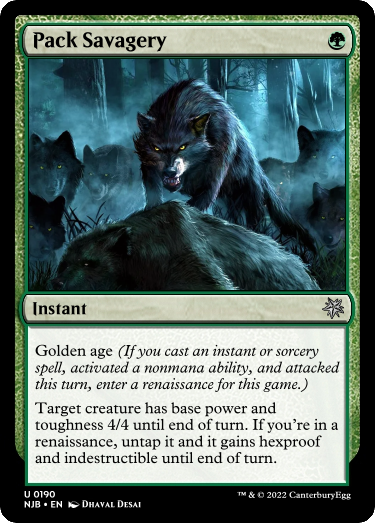 Pack Savagery
Instant
Golden age (If you cast an instant or sorcery
spell, activated a nonmana ability, and attacked
this turn, enter a renaissance for this game.)
Target creature has base power and
toughness 4/4 until end of turn. If you're in a
renaissance, untap it and it gains hexproof
and indestructible until end of turn.
U 0190
NJB • EN Dhaval Desai
™ & © 2022 CanterburyEgg